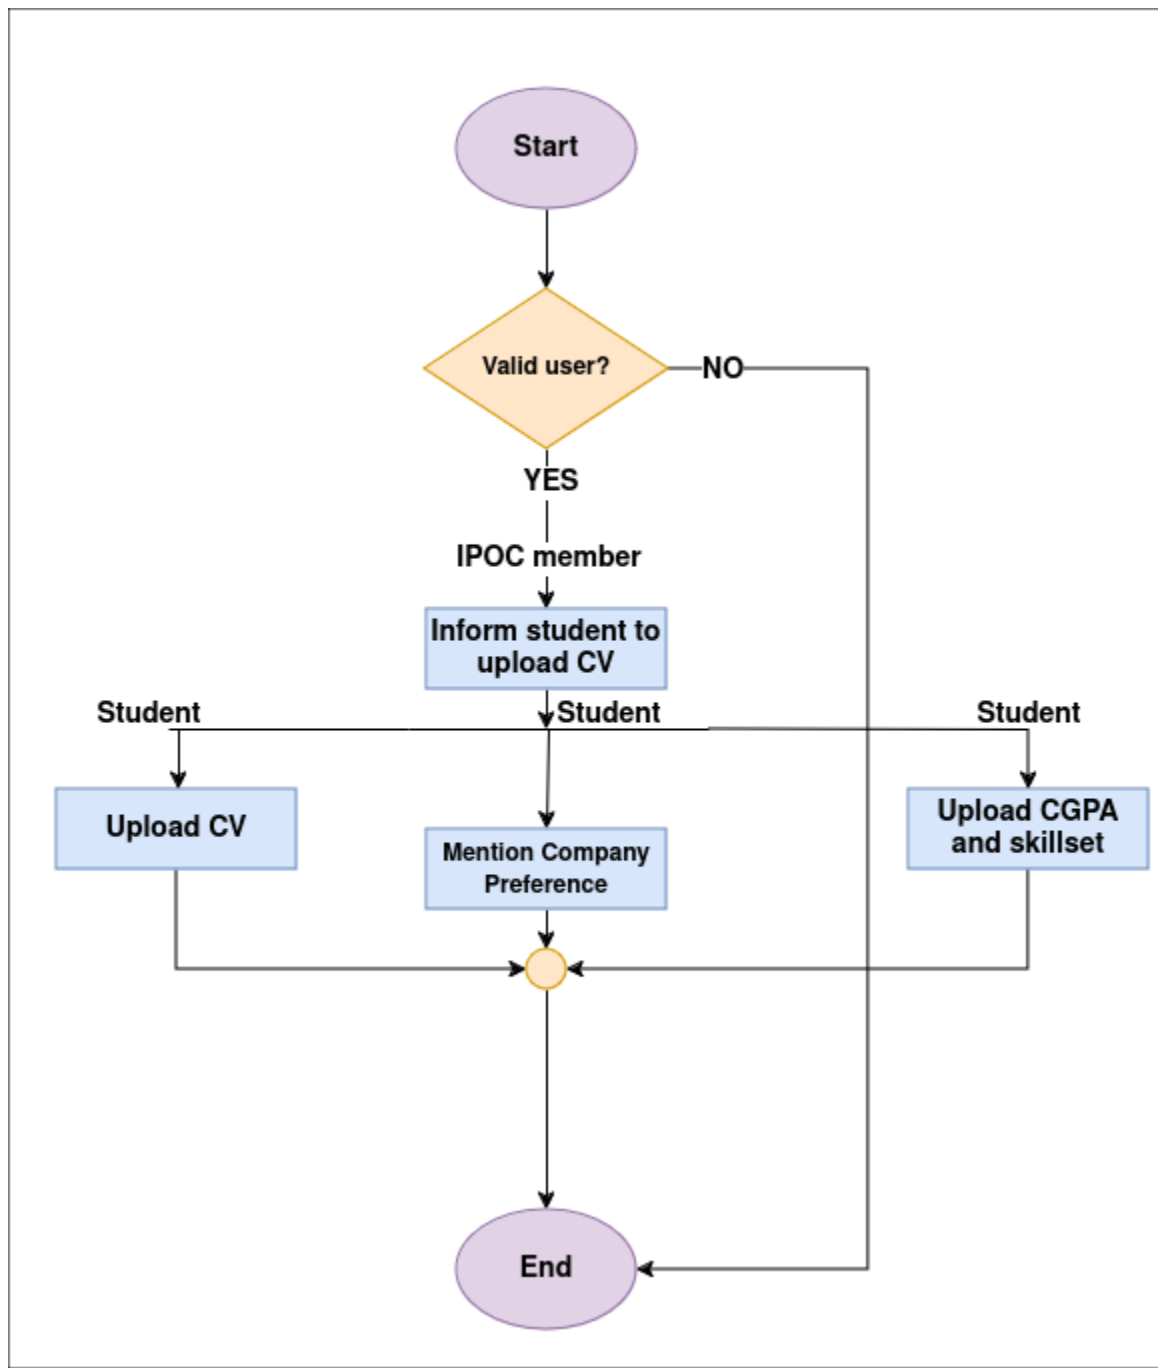 Start
Valid user?
NO
YES
IPOC member
Inform student to
upload CV
Student
Student
Student
Upload CV
Mention Company
Preference
Upload CGPA
and skillset
End